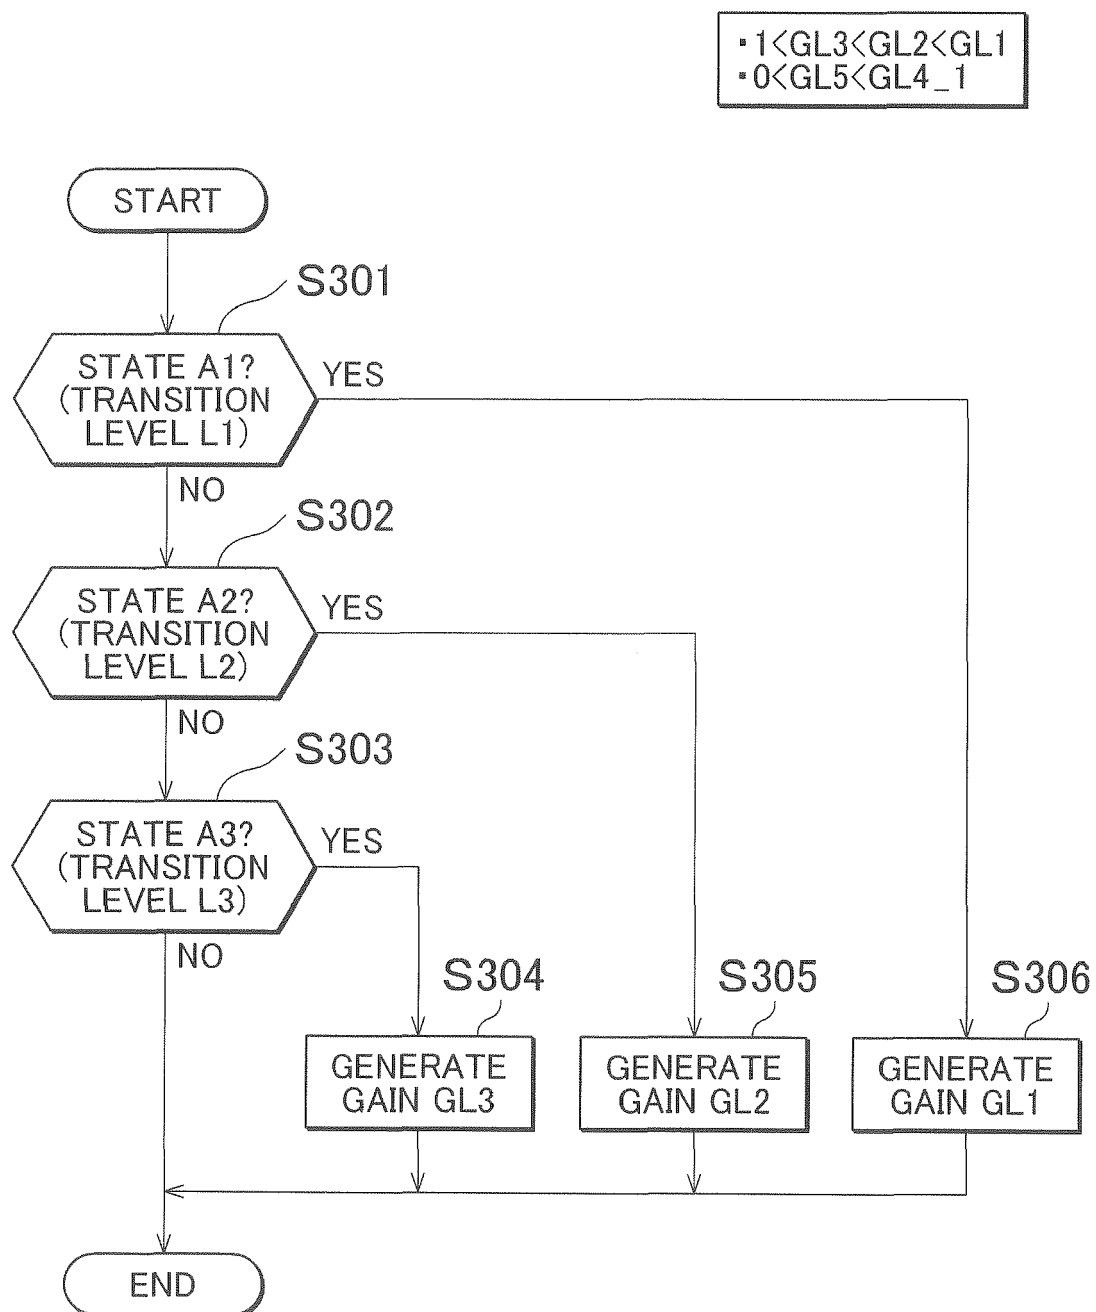 ・1<GL3<GL2<GL1
・0<GL5<GL4_1
START
S301
STATE A1?
(TRANSITION
LEVEL L1)
YES
NO
S302
STATE A2?
(TRANSITION
LEVEL L2)
YES
NO
S303
STATE A3?
(TRANSITION
LEVEL L3)
YES
NO
S304
GENERATE
GAIN GL3
S305
GENERATE
GAIN GL2
S306
GENERATE
GAIN GL1
END